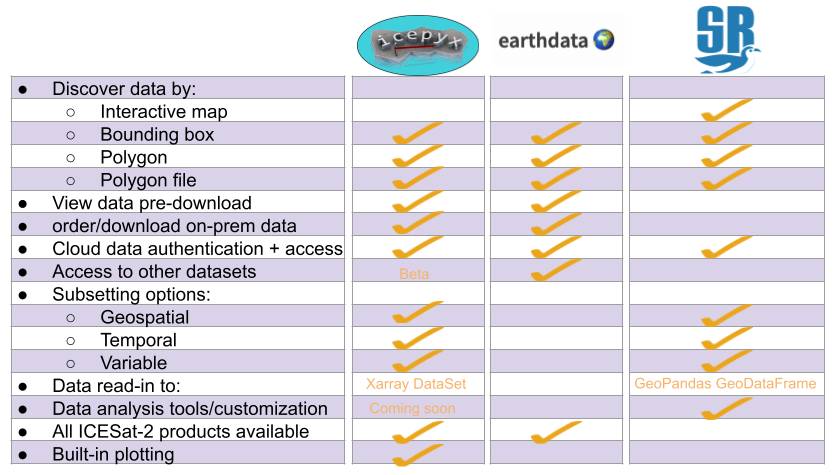 icepyx earthdata SR
● Discover data by:
○ Interactive map ✔
○ Bounding box ✔ ✔ ✔
○ Polygon ✔ ✔ ✔
○ Polygon file ✔ ✔ ✔
● View data pre-download ✔ ✔
● order/download on-prem data ✔ ✔
● Cloud data authentication + access ✔ ✔ ✔
● Access to other datasets Beta ✔
● Subsetting options:
○ Geospatial ✔ ✔
○ Temporal ✔ ✔
○ Variable ✔ ✔
● Data read-in to: Xarray DataSet GeoPandas GeoDataFrame
● Data analysis tools/customization Coming soon ✔
● All ICESat-2 products available ✔ ✔
● Built-in plotting ✔